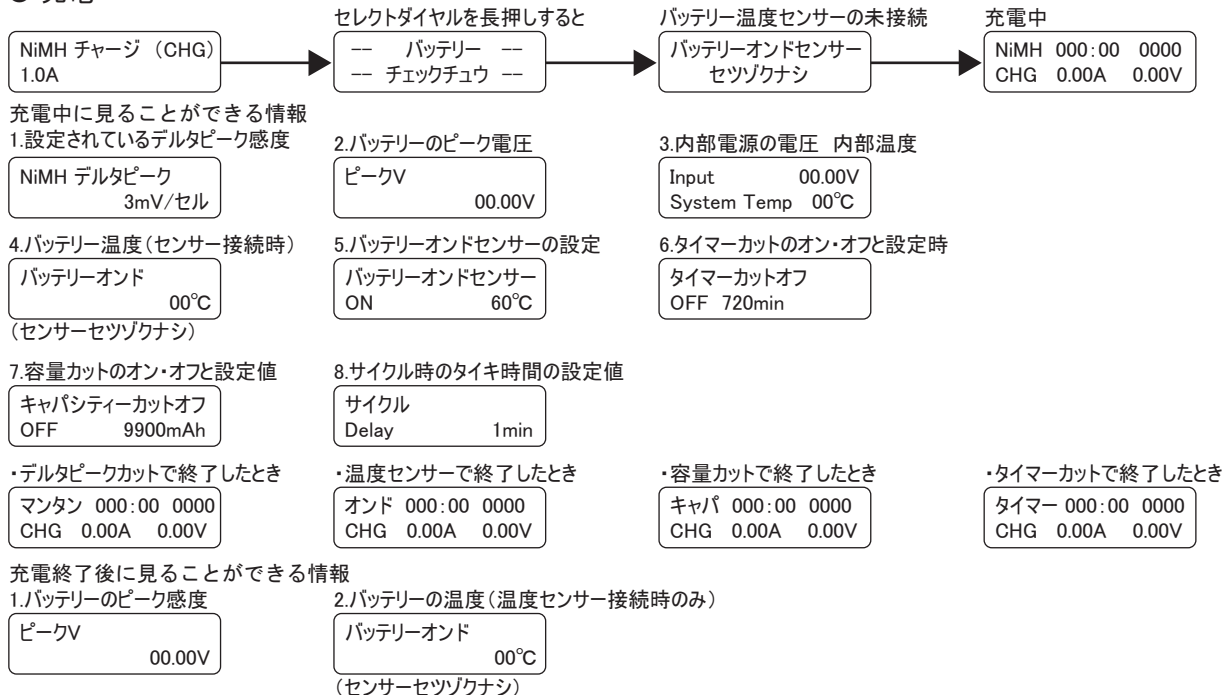 セレクトダイヤルを長押しすると
バッテリー温度センサーの未接続
充電中
NiMH チャージ （CHG）
1.0A
-- バッテリー --
-- チェックチュウ --
バッテリーオンドセンサー
セツゾクナシ
NiMH 000:00 0000
CHG 0.00A 0.00V
充電中に見ることができる情報
1.設定されているデルタピーク感度
2.バッテリーのピーク電圧
3.内部電源の電圧 内部温度
NiMH デルタピーク
3mV/セル
ピークV
00.00V
Input 00.00V
System Temp 00℃
4.バッテリー温度（センサー接続時）
5.バッテリーオンドセンサーの設定
6.タイマーカットのオン・オフと設定時
バッテリーオンド
00℃
バッテリーオンドセンサー
ON 60℃
タイマーカットオフ
OFF 720min
（センサーセツゾクナシ）
7.容量カットのオン・オフと設定値
8.サイクル時のタイキ時間の設定値
キャパシティーカットオフ
OFF 9900mAh
サイクル
Delay 1min
・デルタピークカットで終了したとき
・温度センサーで終了したとき
・容量カットで終了したとき
・タイマーカットで終了したとき
マンタン 000:00 0000
CHG 0.00A 0.00V
オンド 000:00 0000
CHG 0.00A 0.00V
キャパ 000:00 0000
CHG 0.00A 0.00V
タイマー 000:00 0000
CHG 0.00A 0.00V
充電終了後に見ることができる情報
1.バッテリーのピーク感度
2.バッテリーの温度（温度センサー接続時のみ）
ピークV
00.00V
バッテリーオンド
00℃
（センサーセツゾクナシ）